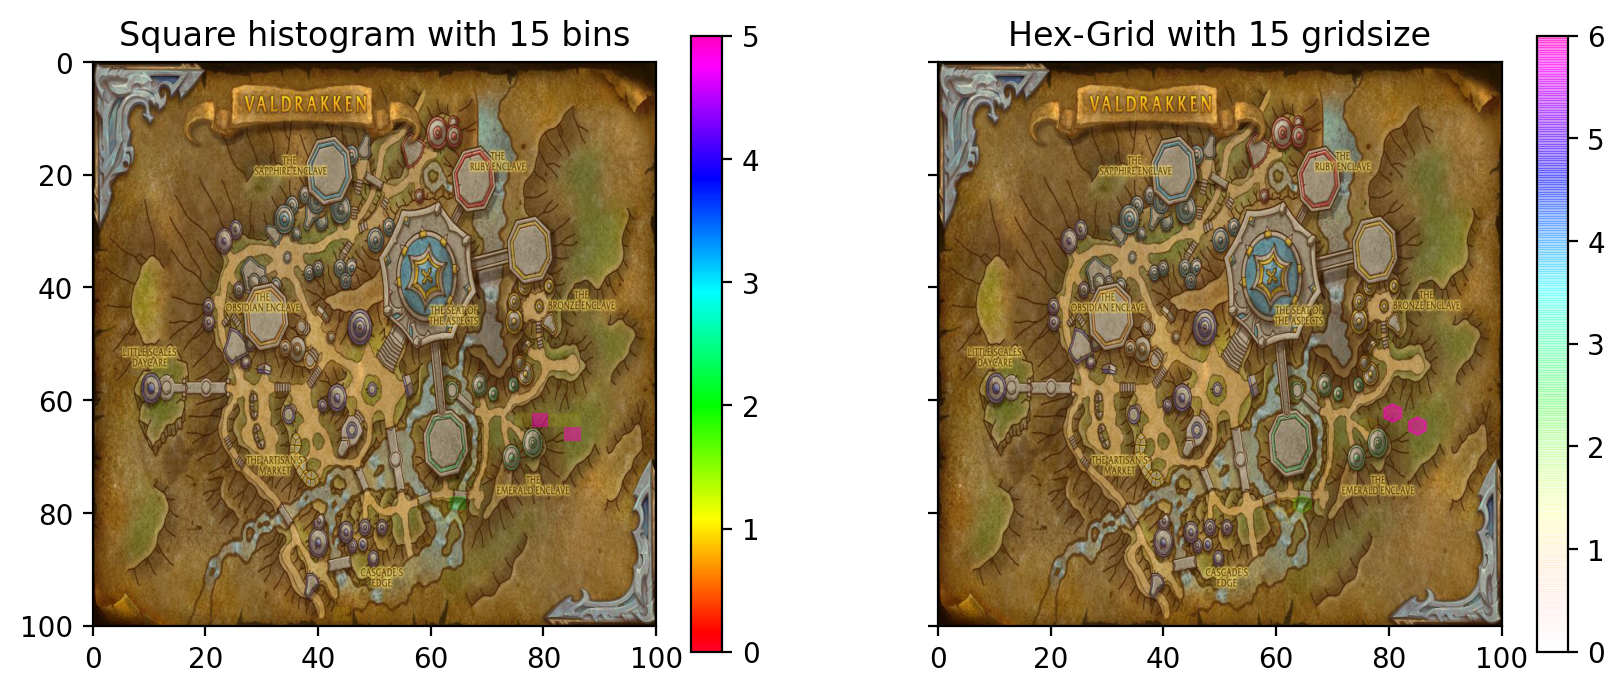 Square histogram with 15 bins
0
20
40
60
80
100
0
20
40
60
80
100
VALDRAKKEN
THE
SAPPHIRE ENCLAVE
THE
RUBY ENCLAVE
THE
OBSIDIAN ENCLAVE
THE SEAT OF
THE ASPECTS
THE
BRONZE ENCLAVE
LITTLE SCALES
DAYCARE
THE ARTISAN'S
MARKET
THE
EMERALD ENCLAVE
CASCADE'S
EDGE
5
4
3
2
1
0
Hex-Grid with 15 gridsize
VALDRAKKEN
THE
SAPPHIRE ENCLAVE
THE
RUBY ENCLAVE
THE
OBSIDIAN ENCLAVE
THE SEAT OF
THE ASPECTS
THE
BRONZE ENCLAVE
LITTLE SCALES
DAYCARE
THE ARTISAN'S
MARKET
THE
EMERALD ENCLAVE
CASCADE'S
EDGE
0
20
40
60
80
100
6
5
4
3
2
1
0